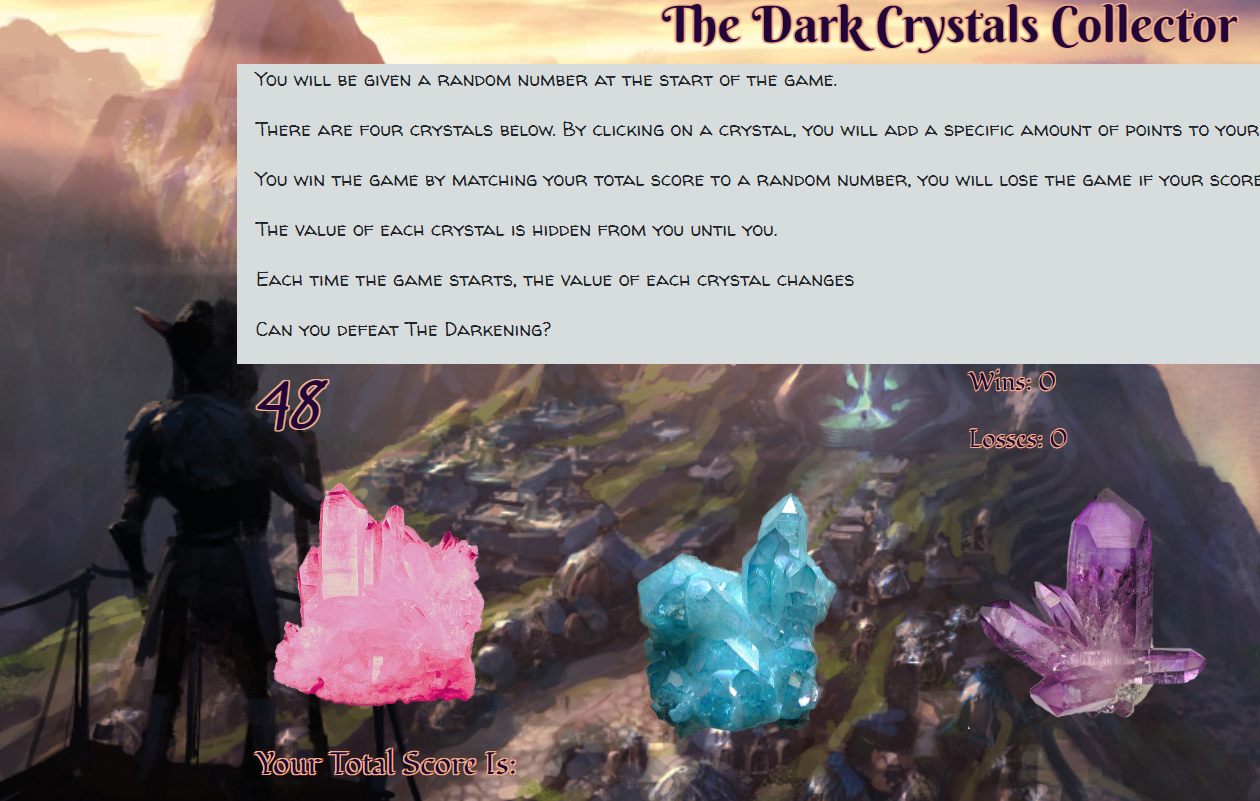 The Dark Crystals Collector
You will be given a random number at the start of the game.
There are four crystals below. By clicking on a crystal, you will add a specific amount of points to your
You win the game by matching your total score to a random number, you will lose the game if your score
The value of each crystal is hidden from you until you.
Each time the game starts, the value of each crystal changes
Can you defeat The Darkening?
48
Wins: 0
Losses: 0
Your Total Score Is: